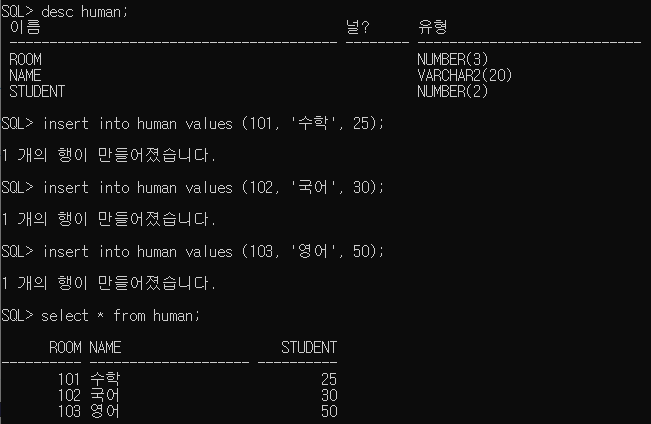 SQL> desc human;
이름 널? 유형
----------------------------------------- -------- ----------------------------
ROOM NUMBER(3)
NAME VARCHAR2(20)
STUDENT NUMBER(2)
SQL> insert into human values (101, '수학', 25);
1 개의 행이 만들어졌습니다.
SQL> insert into human values (102, '국어', 30);
1 개의 행이 만들어졌습니다.
SQL> insert into human values (103, '영어', 50);
1 개의 행이 만들어졌습니다.
SQL> select * from human;
ROOM NAME STUDENT
---------- -------------------- ----------
101 수학 25
102 국어 30
103 영어 50